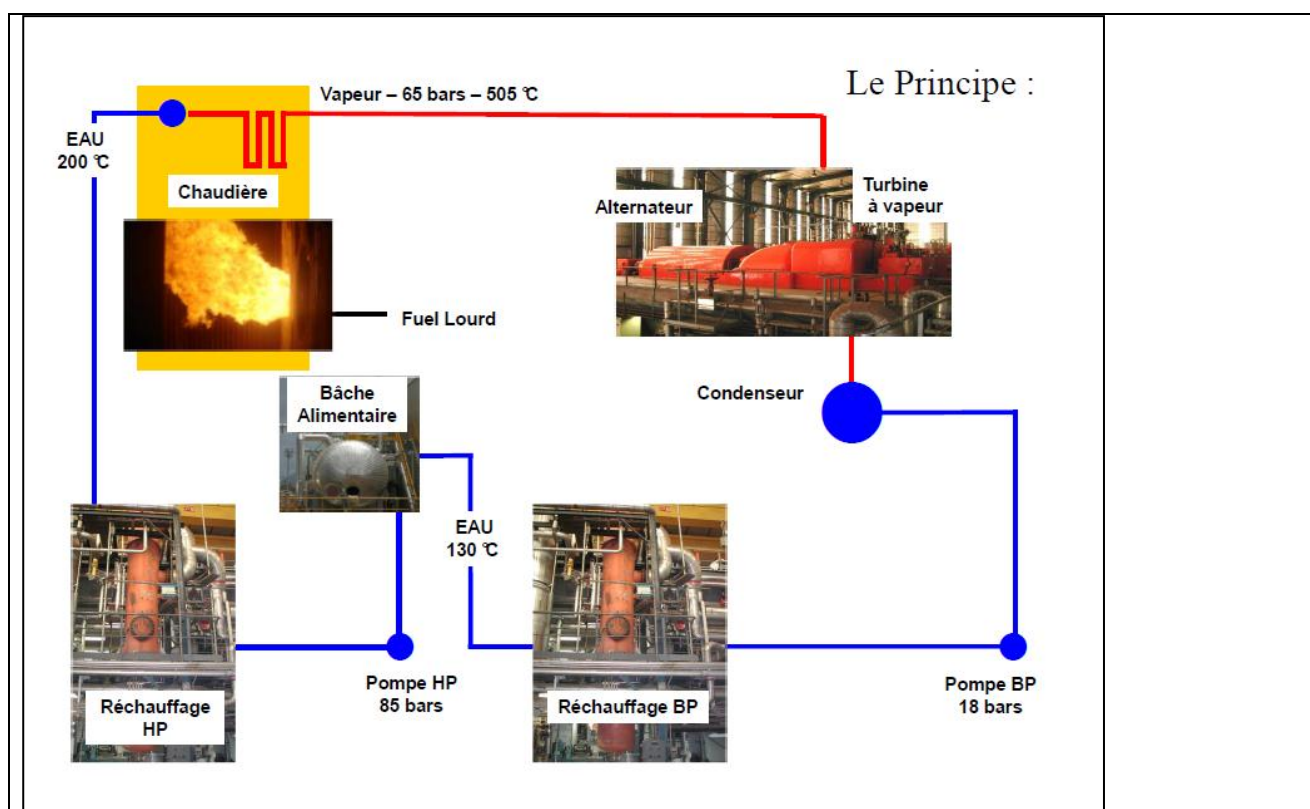 Le Principe :
Vapeur – 65 bars – 505 °C
EAU
200 °C
Chaudière
Alternateur
Turbine
à vapeur
Fuel Lourd
Bâche
Alimentaire
Condenseur
EAU
130 °C
Réchauffage
HP
Pompe HP
85 bars
Réchauffage BP
Pompe BP
18 bars